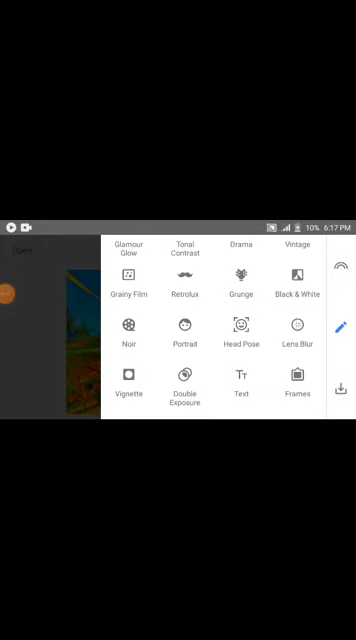 10% 6:17 PM
Open
Glamour Glow
Tonal Contrast
Drama
Vintage
Grainy Film
Retrolux
Grunge
Black & White
Noir
Portrait
Head Pose
Lens Blur
Vignette
Double Exposure
Text
Frames